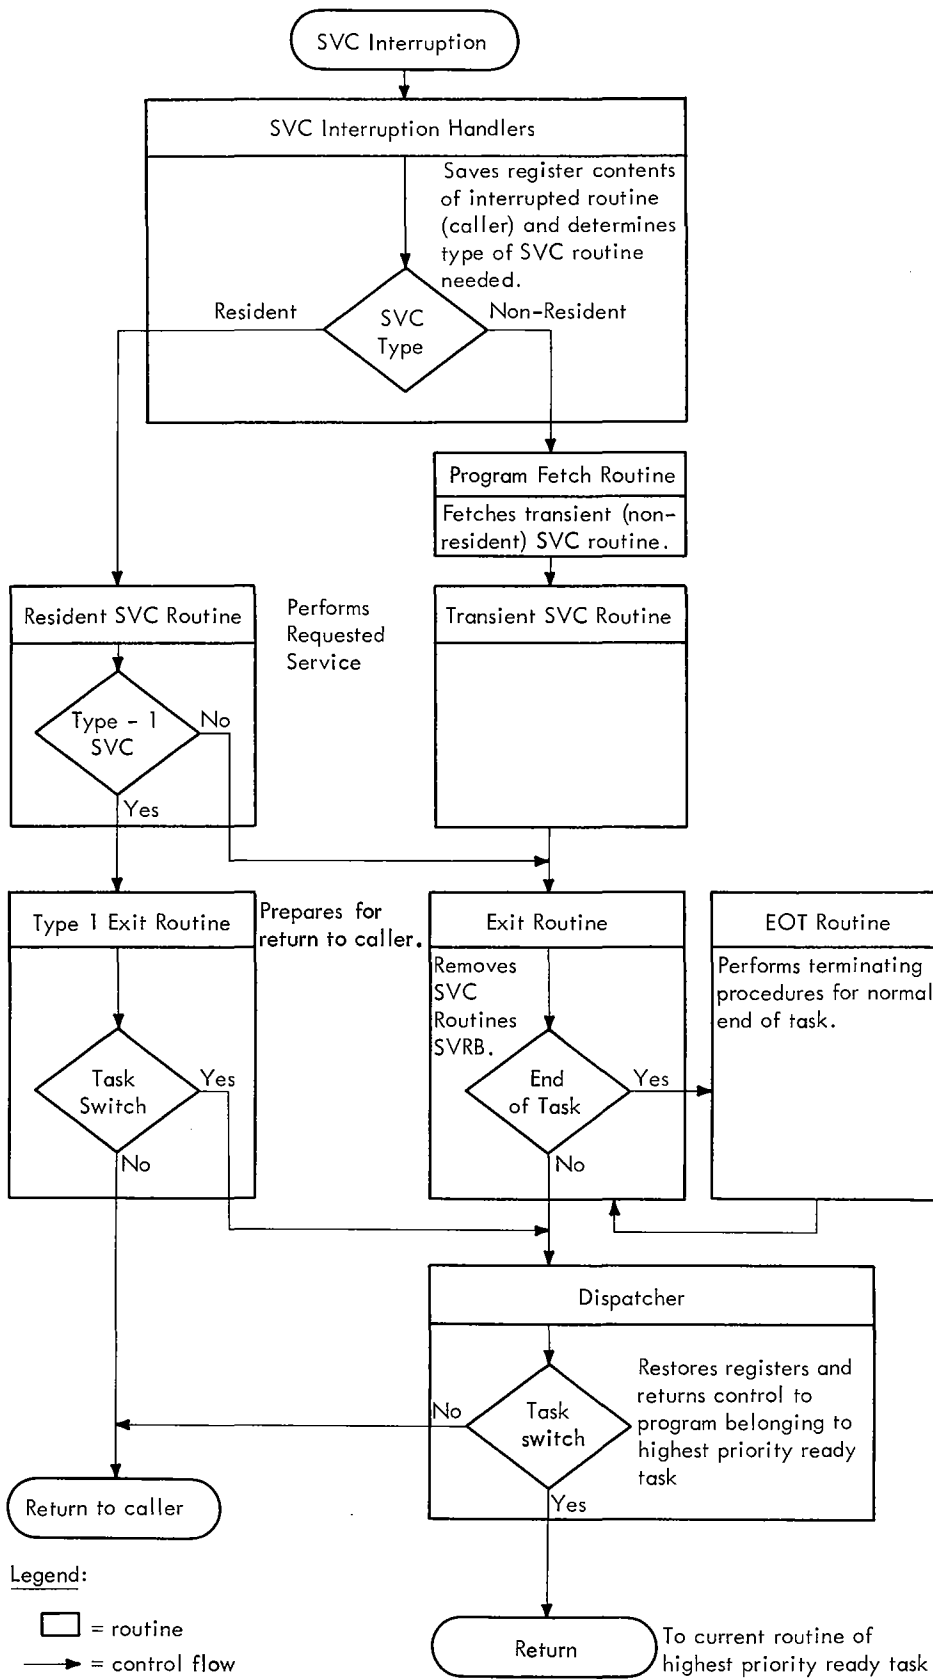 SVC Interruption
SVC Interruption Handlers
Saves register contents
of interrupted routine
(caller) and determines
type of SVC routine
needed.
Resident
SVC
Type
Non-Resident
Program Fetch Routine
Fetches transient (non-
resident) SVC routine.
Resident SVC Routine
Performs
Requested
Service
Transient SVC Routine
Type - 1
SVC
No
Yes
Type 1 Exit Routine
Prepares for
return to caller.
Exit Routine
EOT Routine
Removes
SVC
Routines
SVRB.
Performs terminating
procedures for normal
end of task.
Task
Switch
Yes
No
End
of Task
Yes
No
Dispatcher
Restores registers and
returns control to
program belonging to
highest priority ready
task
No
Task
switch
Yes
Return to caller
Legend:
= routine
= control flow
Return
To current routine of
highest priority ready task